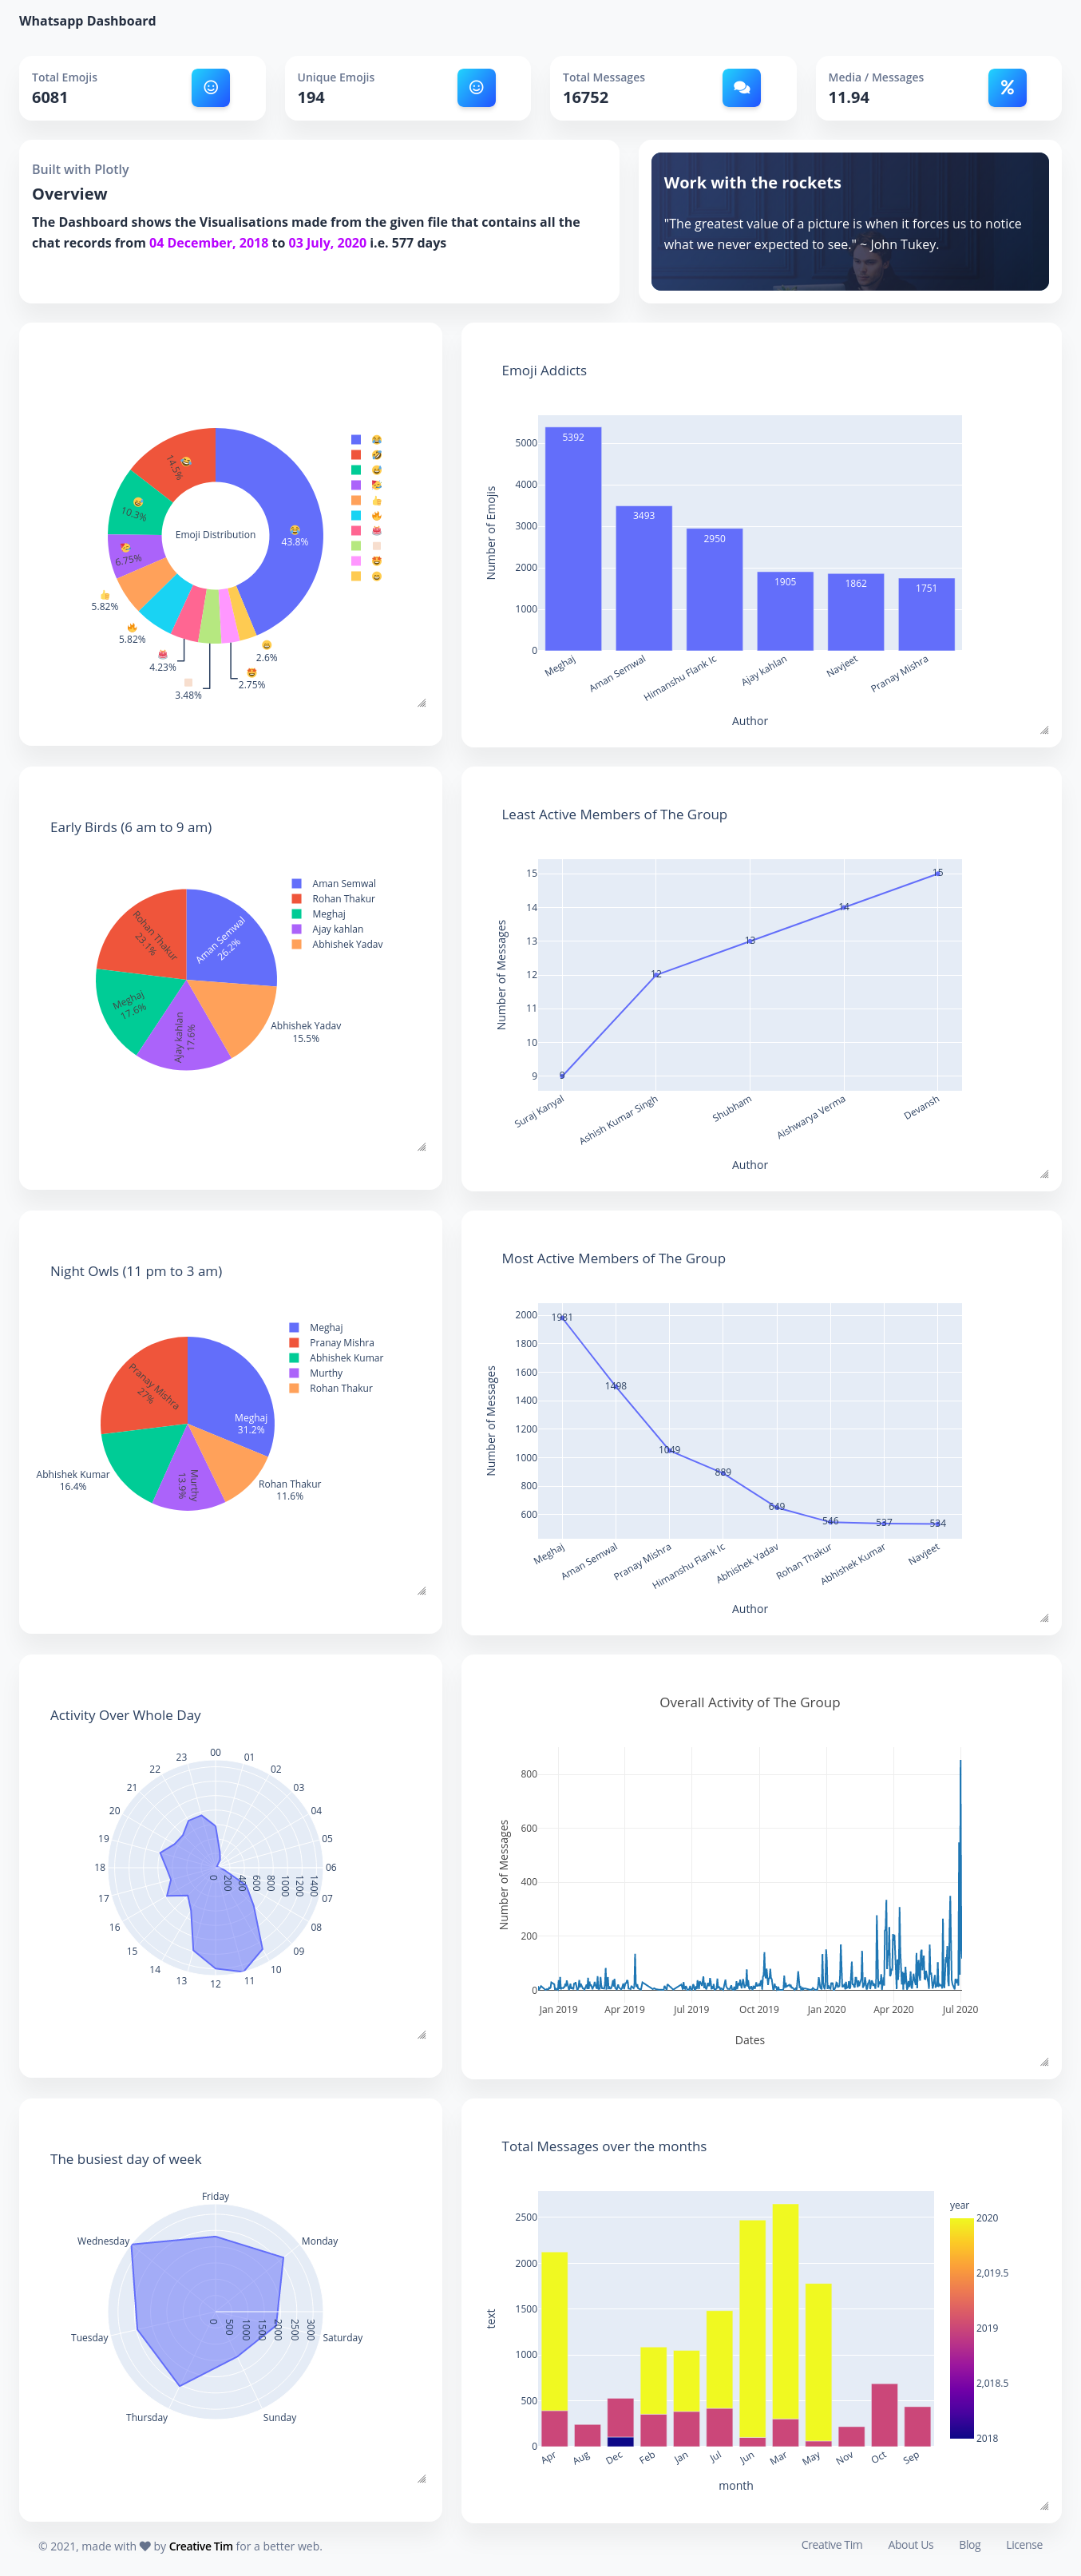 Whatsapp Dashboard
Total Emojis
6081
Unique Emojis
194
Total Messages
16752
Media / Messages
11.94
Built with Plotly
Overview
The Dashboard shows the Visualisations made from the given file that contains all the
chat records from 04 December, 2018 to 03 July, 2020 i.e. 577 days
Work with the rockets
"The greatest value of a picture is when it forces us to notice
what we never expected to see." ~ John Tukey.
Emoji Distribution
43.8%
14.5%
10.3%
6.75%
5.82%
5.82%
4.23%
3.48%
2.75%
2.6%
Emoji Addicts
Number of Emojis
5000
4000
3000
2000
1000
0
5392
3493
2950
1905
1862
1751
Meghaj
Aman Semwal
Himanshu Flank Ic
Ajay kahlan
Navjeet
Pranay Mishra
Author
Early Birds (6 am to 9 am)
Aman Semwal
Rohan Thakur
Meghaj
Ajay kahlan
Abhishek Yadav
Aman Semwal
26.2%
Rohan Thakur
23.1%
Meghaj
17.6%
Ajay kahlan
17.6%
Abhishek Yadav
15.5%
Least Active Members of The Group
Number of Messages
15
14
13
12
11
10
9
9
12
13
14
15
Suraj Kanyal
Ashish Kumar Singh
Shubham
Aishwarya Verma
Devansh
Author
Night Owls (11 pm to 3 am)
Meghaj
Pranay Mishra
Abhishek Kumar
Murthy
Rohan Thakur
Meghaj
31.2%
Pranay Mishra
27%
Abhishek Kumar
16.4%
Murthy
13.9%
Rohan Thakur
11.6%
Most Active Members of The Group
Number of Messages
2000
1800
1600
1400
1200
1000
800
600
1981
1498
1049
889
649
546
537
534
Meghaj
Aman Semwal
Pranay Mishra
Himanshu Flank Ic
Abhishek Yadav
Rohan Thakur
Abhishek Kumar
Navjeet
Author
Activity Over Whole Day
00
01
02
03
04
05
06
07
08
09
10
11
12
13
14
15
16
17
18
19
20
21
22
23
0
200
400
600
800
1000
1200
1400
Overall Activity of The Group
Number of Messages
800
600
400
200
0
Jan 2019
Apr 2019
Jul 2019
Oct 2019
Jan 2020
Apr 2020
Jul 2020
Dates
The busiest day of week
Friday
Monday
Saturday
Sunday
Thursday
Tuesday
Wednesday
0
500
1000
1500
2000
2500
3000
Total Messages over the months
text
2500
2000
1500
1000
500
0
Apr
Aug
Dec
Feb
Jan
Jul
Jun
Mar
May
Nov
Oct
Sep
month
year
2020
2,019.5
2019
2,018.5
2018
© 2021, made with by Creative Tim for a better web.
Creative Tim
About Us
Blog
License